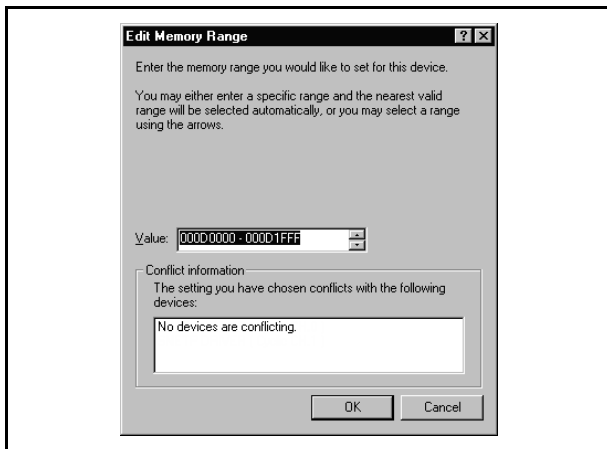 Edit Memory Range
Enter the memory range you would like to set for this device.
You may either enter a specific range and the nearest valid
range will be selected automatically, or you may select a range
using the arrows.
Value: 000D0000 - 000D1FFF
Conflict information
The setting you have chosen conflicts with the following
devices:
No devices are conflicting.
OK Cancel